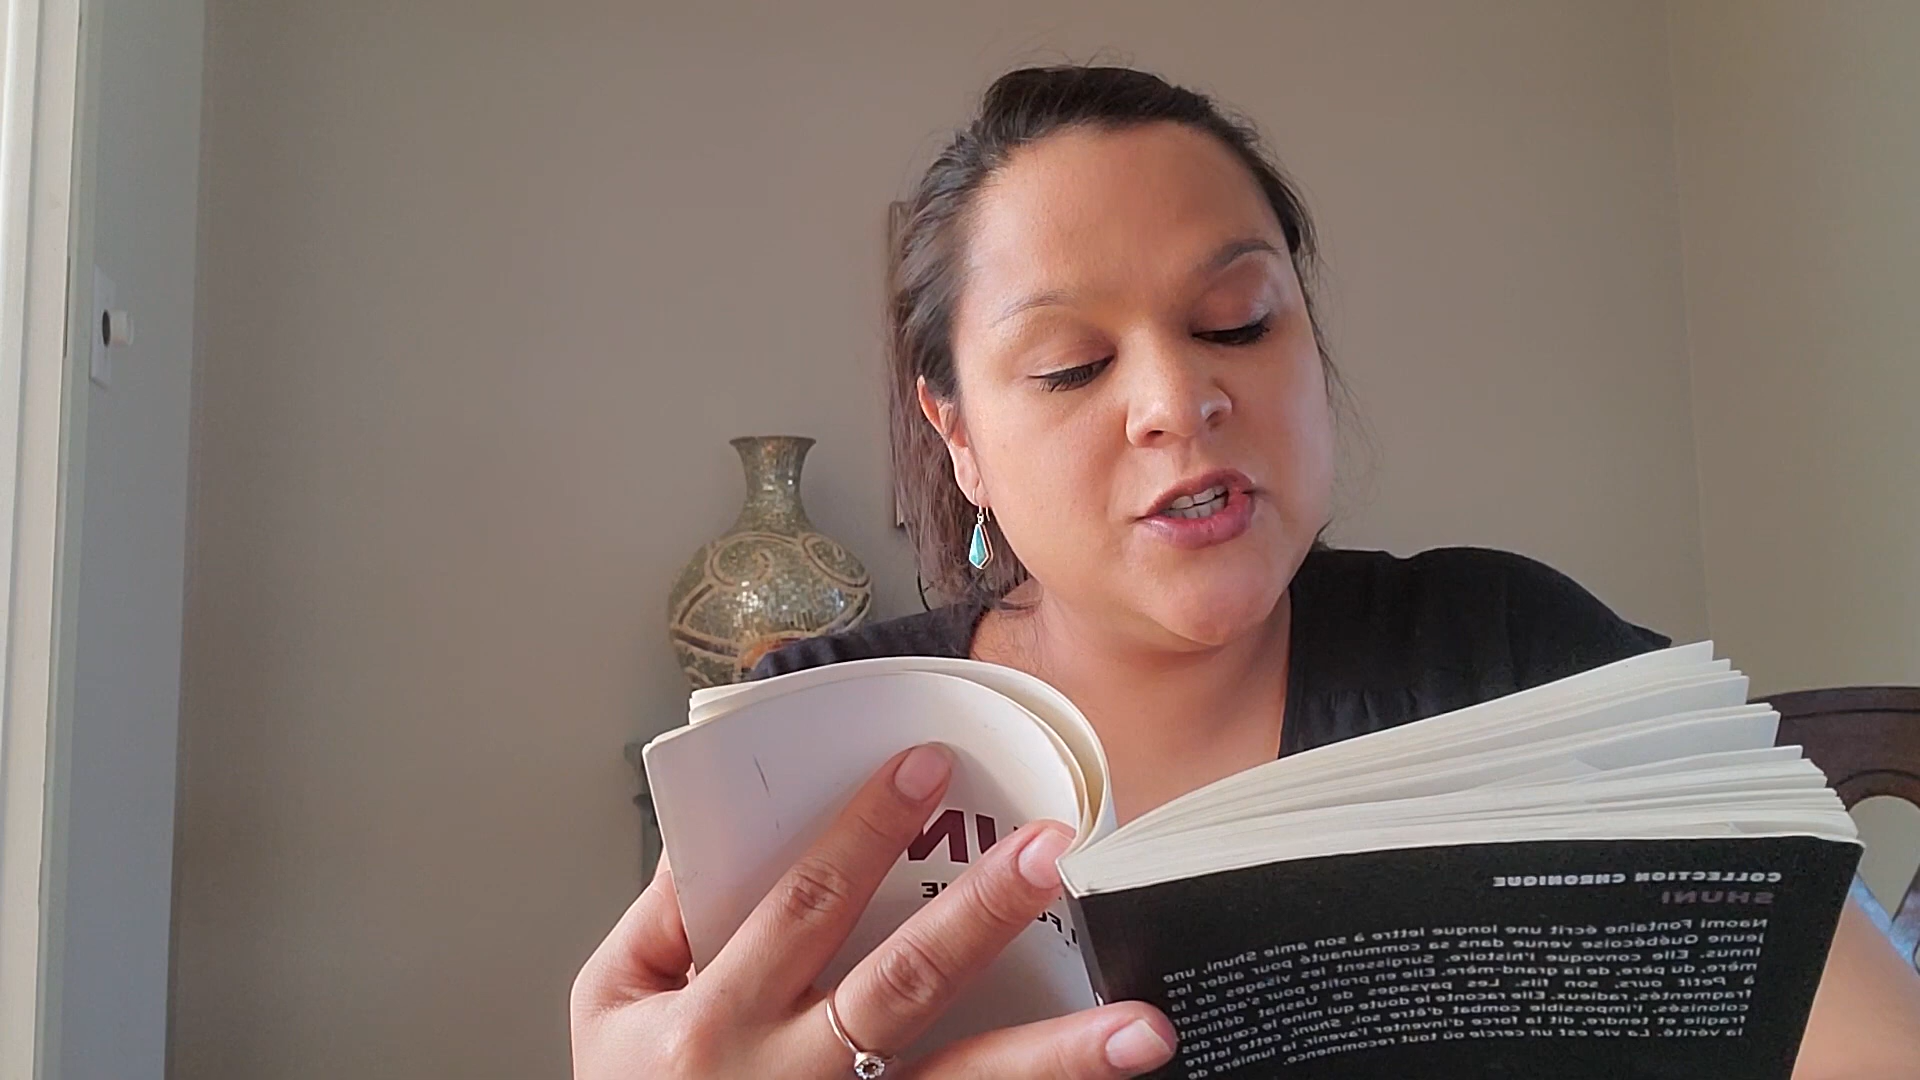 UN
FO
COLLECTION CHRONIQUE
SHUNI
Naomi Fontaine écrit une longue lettre à son amie Shuni, une
jeune Québécoise venue dans sa communauté pour aider les
Innus. Elle convoque l'histoire. Surgissent les visages de la
mère, du père, de la grand-mère. Elle en profite pour s'adresser
à Petit ours, son fils. Les paysages de Uashat défilent,
fragmentés, radieux. Elle raconte le doute qui mine le cœur des
colonisés, l'impossible combat d'être soi. Shuni, cette lettre
fragile et tendre, dit la force d'inventer l'avenir, la lumière de
la vérité. La vie est un cercle où tout recommence.